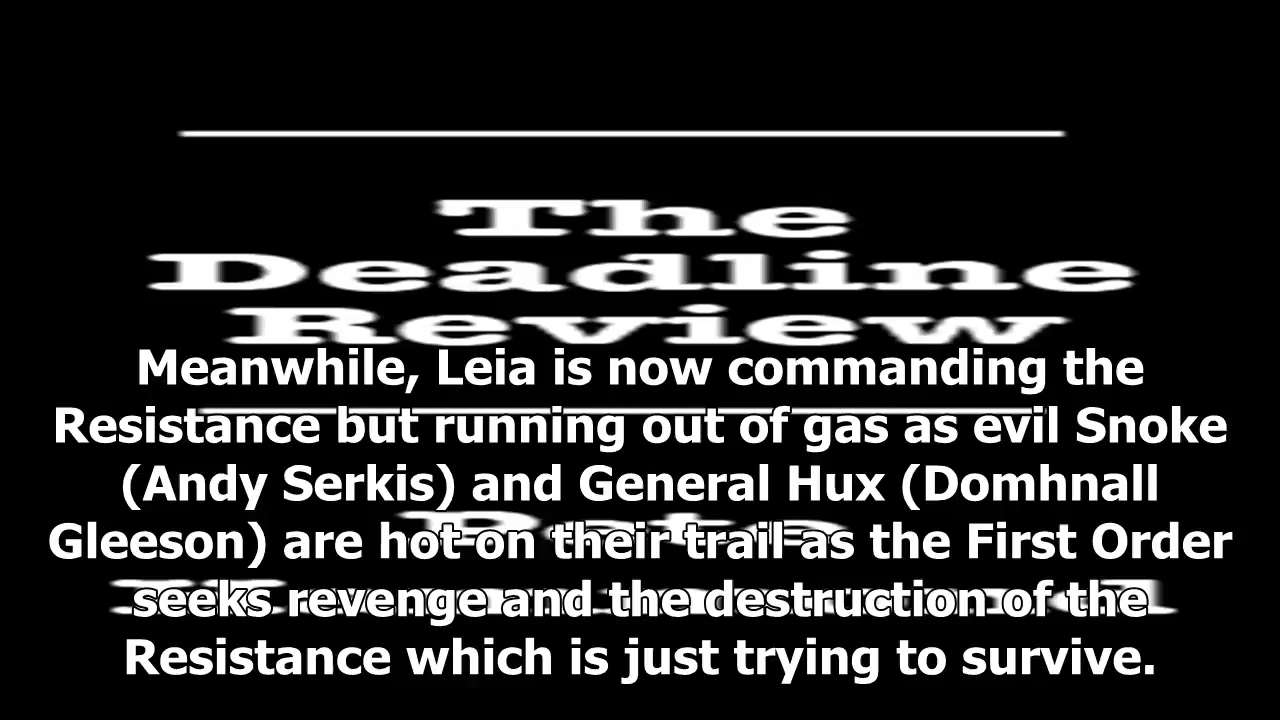 The
Deadline
Review
Meanwhile, Leia is now commanding the
Resistance but running out of gas as evil Snoke
(Andy Serkis) and General Hux (Domhnall
Gleeson) are hot on their trail as the First Order
seeks revenge and the destruction of the
Resistance which is just trying to survive.